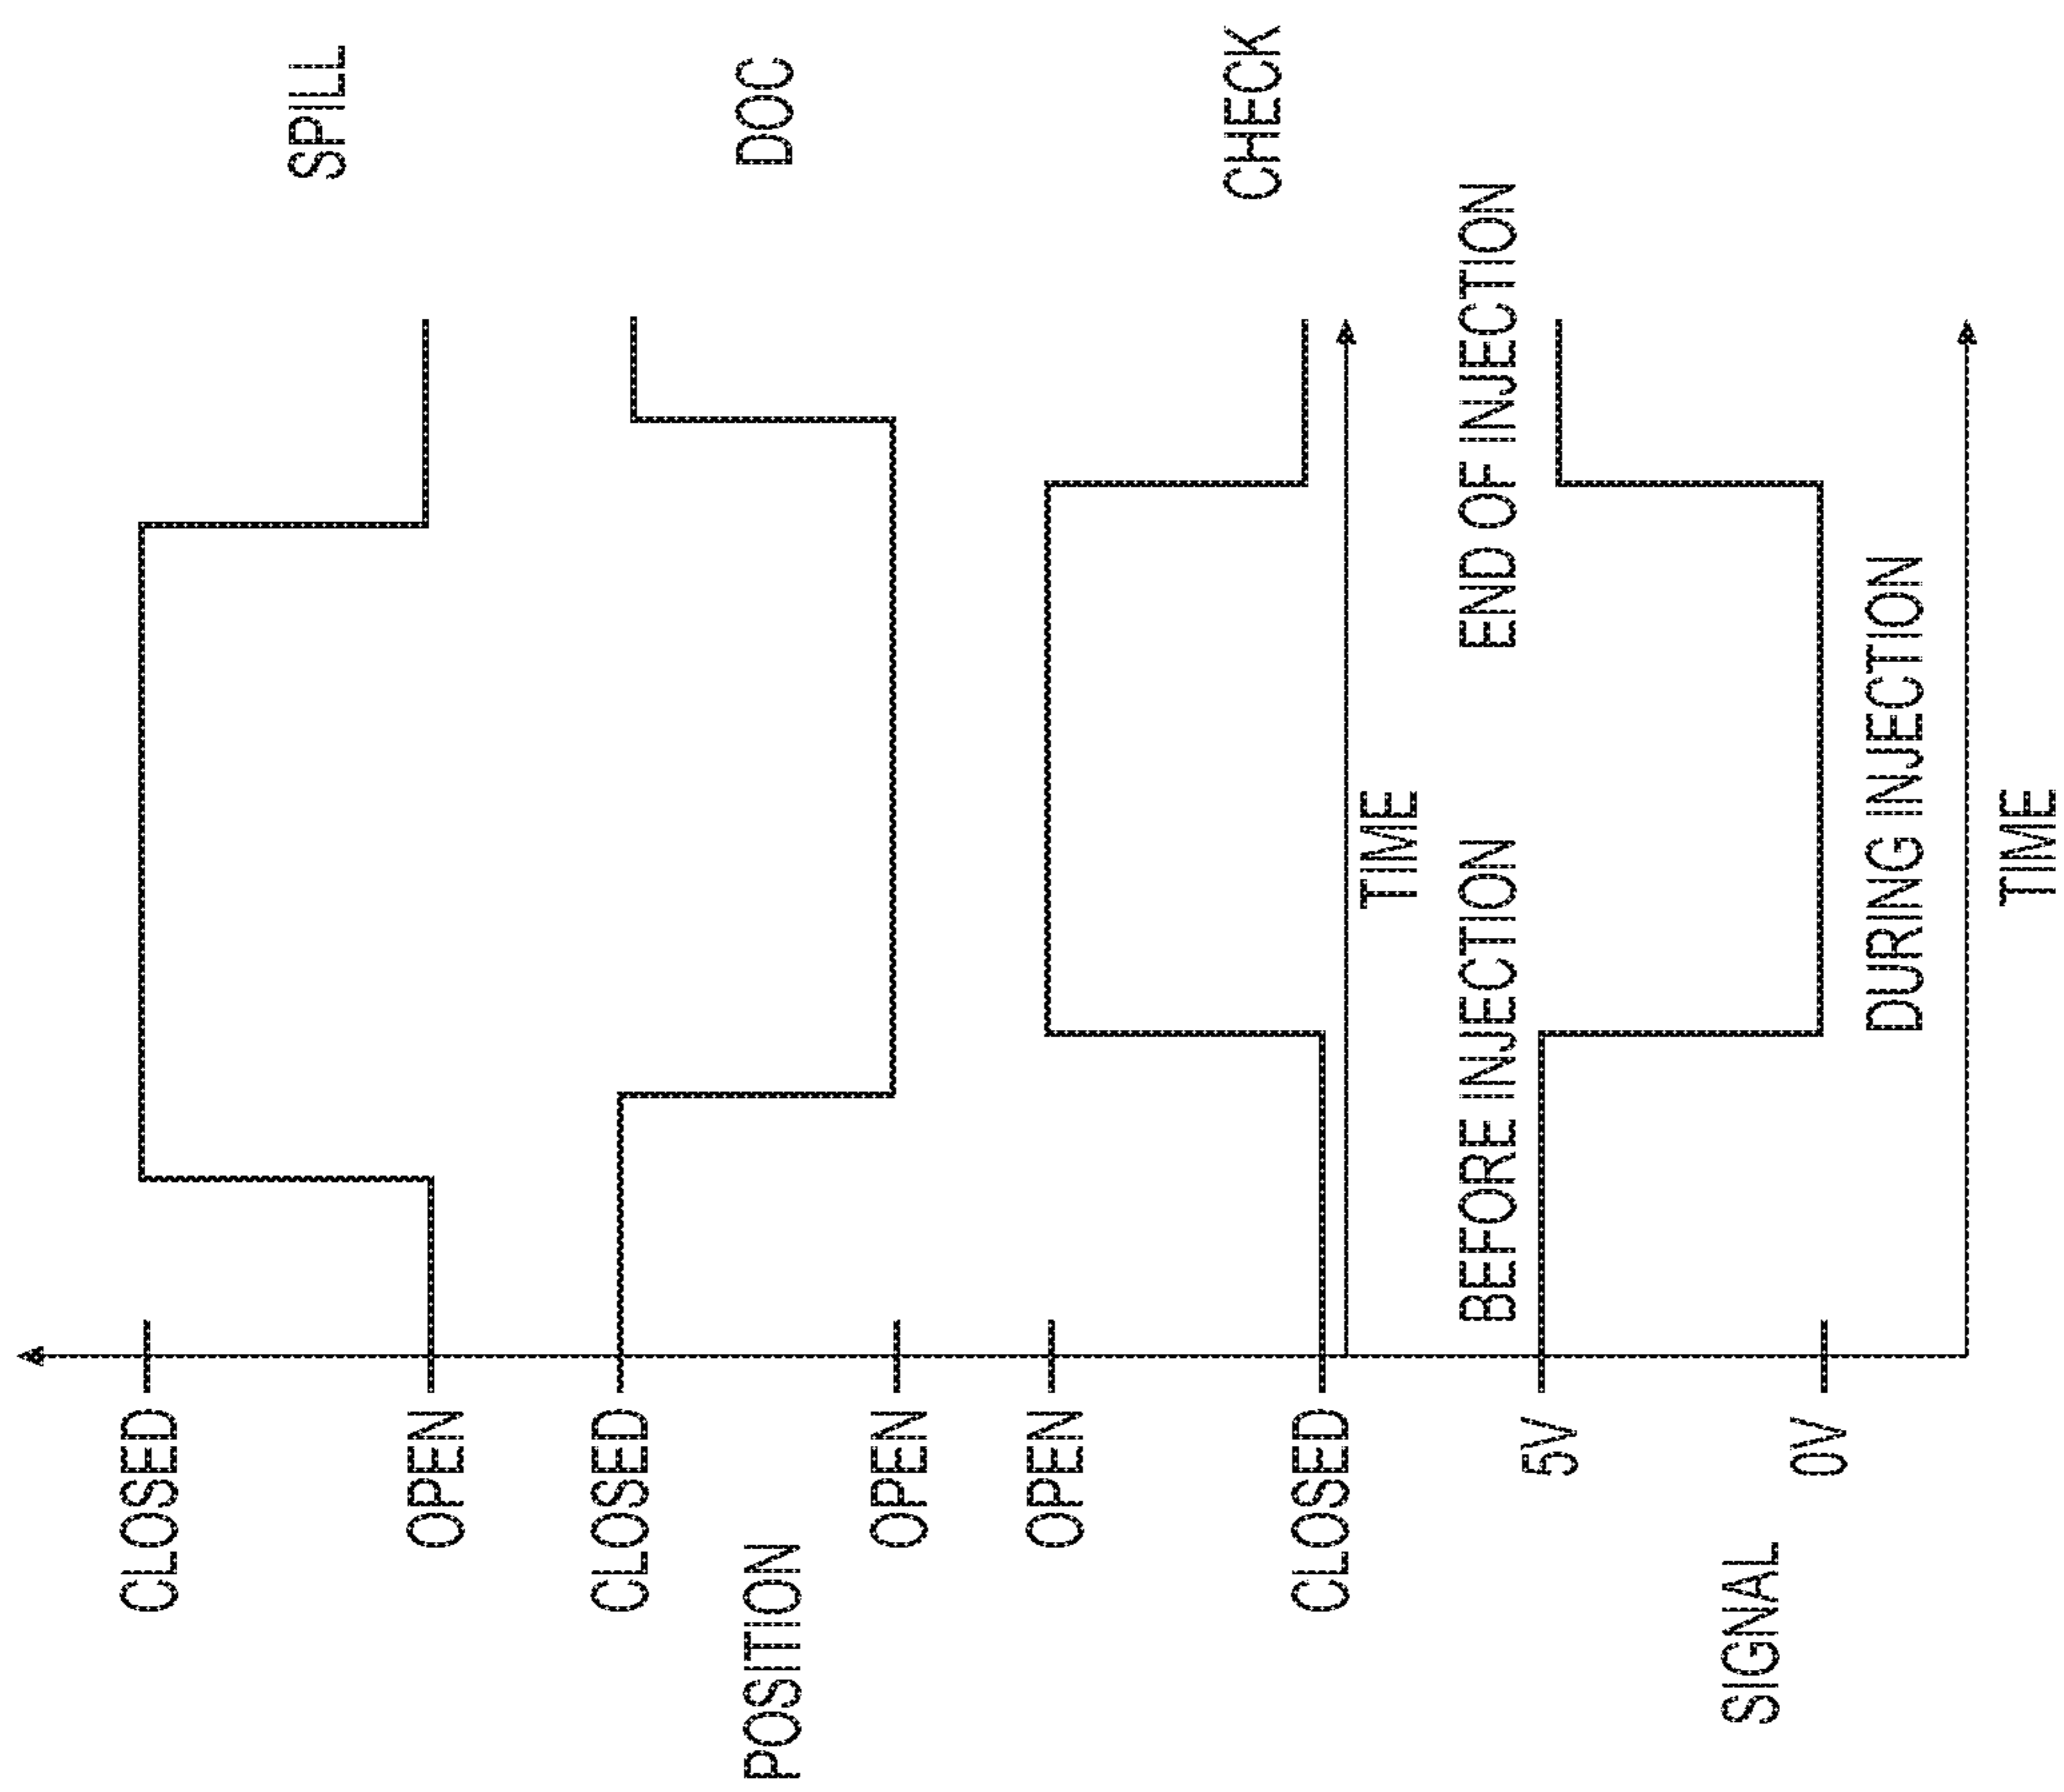 CLOSED
SPILL
OPEN
CLOSED
POSITION
DOC
OPEN
OPEN
CHECK
CLOSED
TIME
BEFORE INJECTION
END OF INJECTION
5V
SIGNAL
0V
DURING INJECTION
TIME